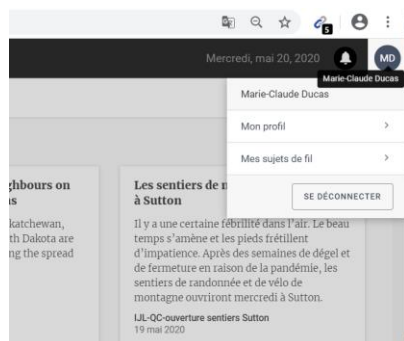 5
Mercredi, mai 20, 2020
MD
Marie-Claude Ducas
Marie-Claude Ducas
Mon profil
Mes sujets de fil
SE DÉCONNECTER
ghbours on
as
katchewan,
th Dakota are
ng the spread
Les sentiers de
à Sutton
Il y a une certaine fébrilité dans l'air. Le beau
temps s'amène et les pieds frétillent
d'impatience. Après des semaines de dégel et
de fermeture en raison de la pandémie, les
sentiers de randonnée et de vélo de
montagne ouvriront mercredi à Sutton.
IJL-QC-ouverture sentiers Sutton
19 mai 2020